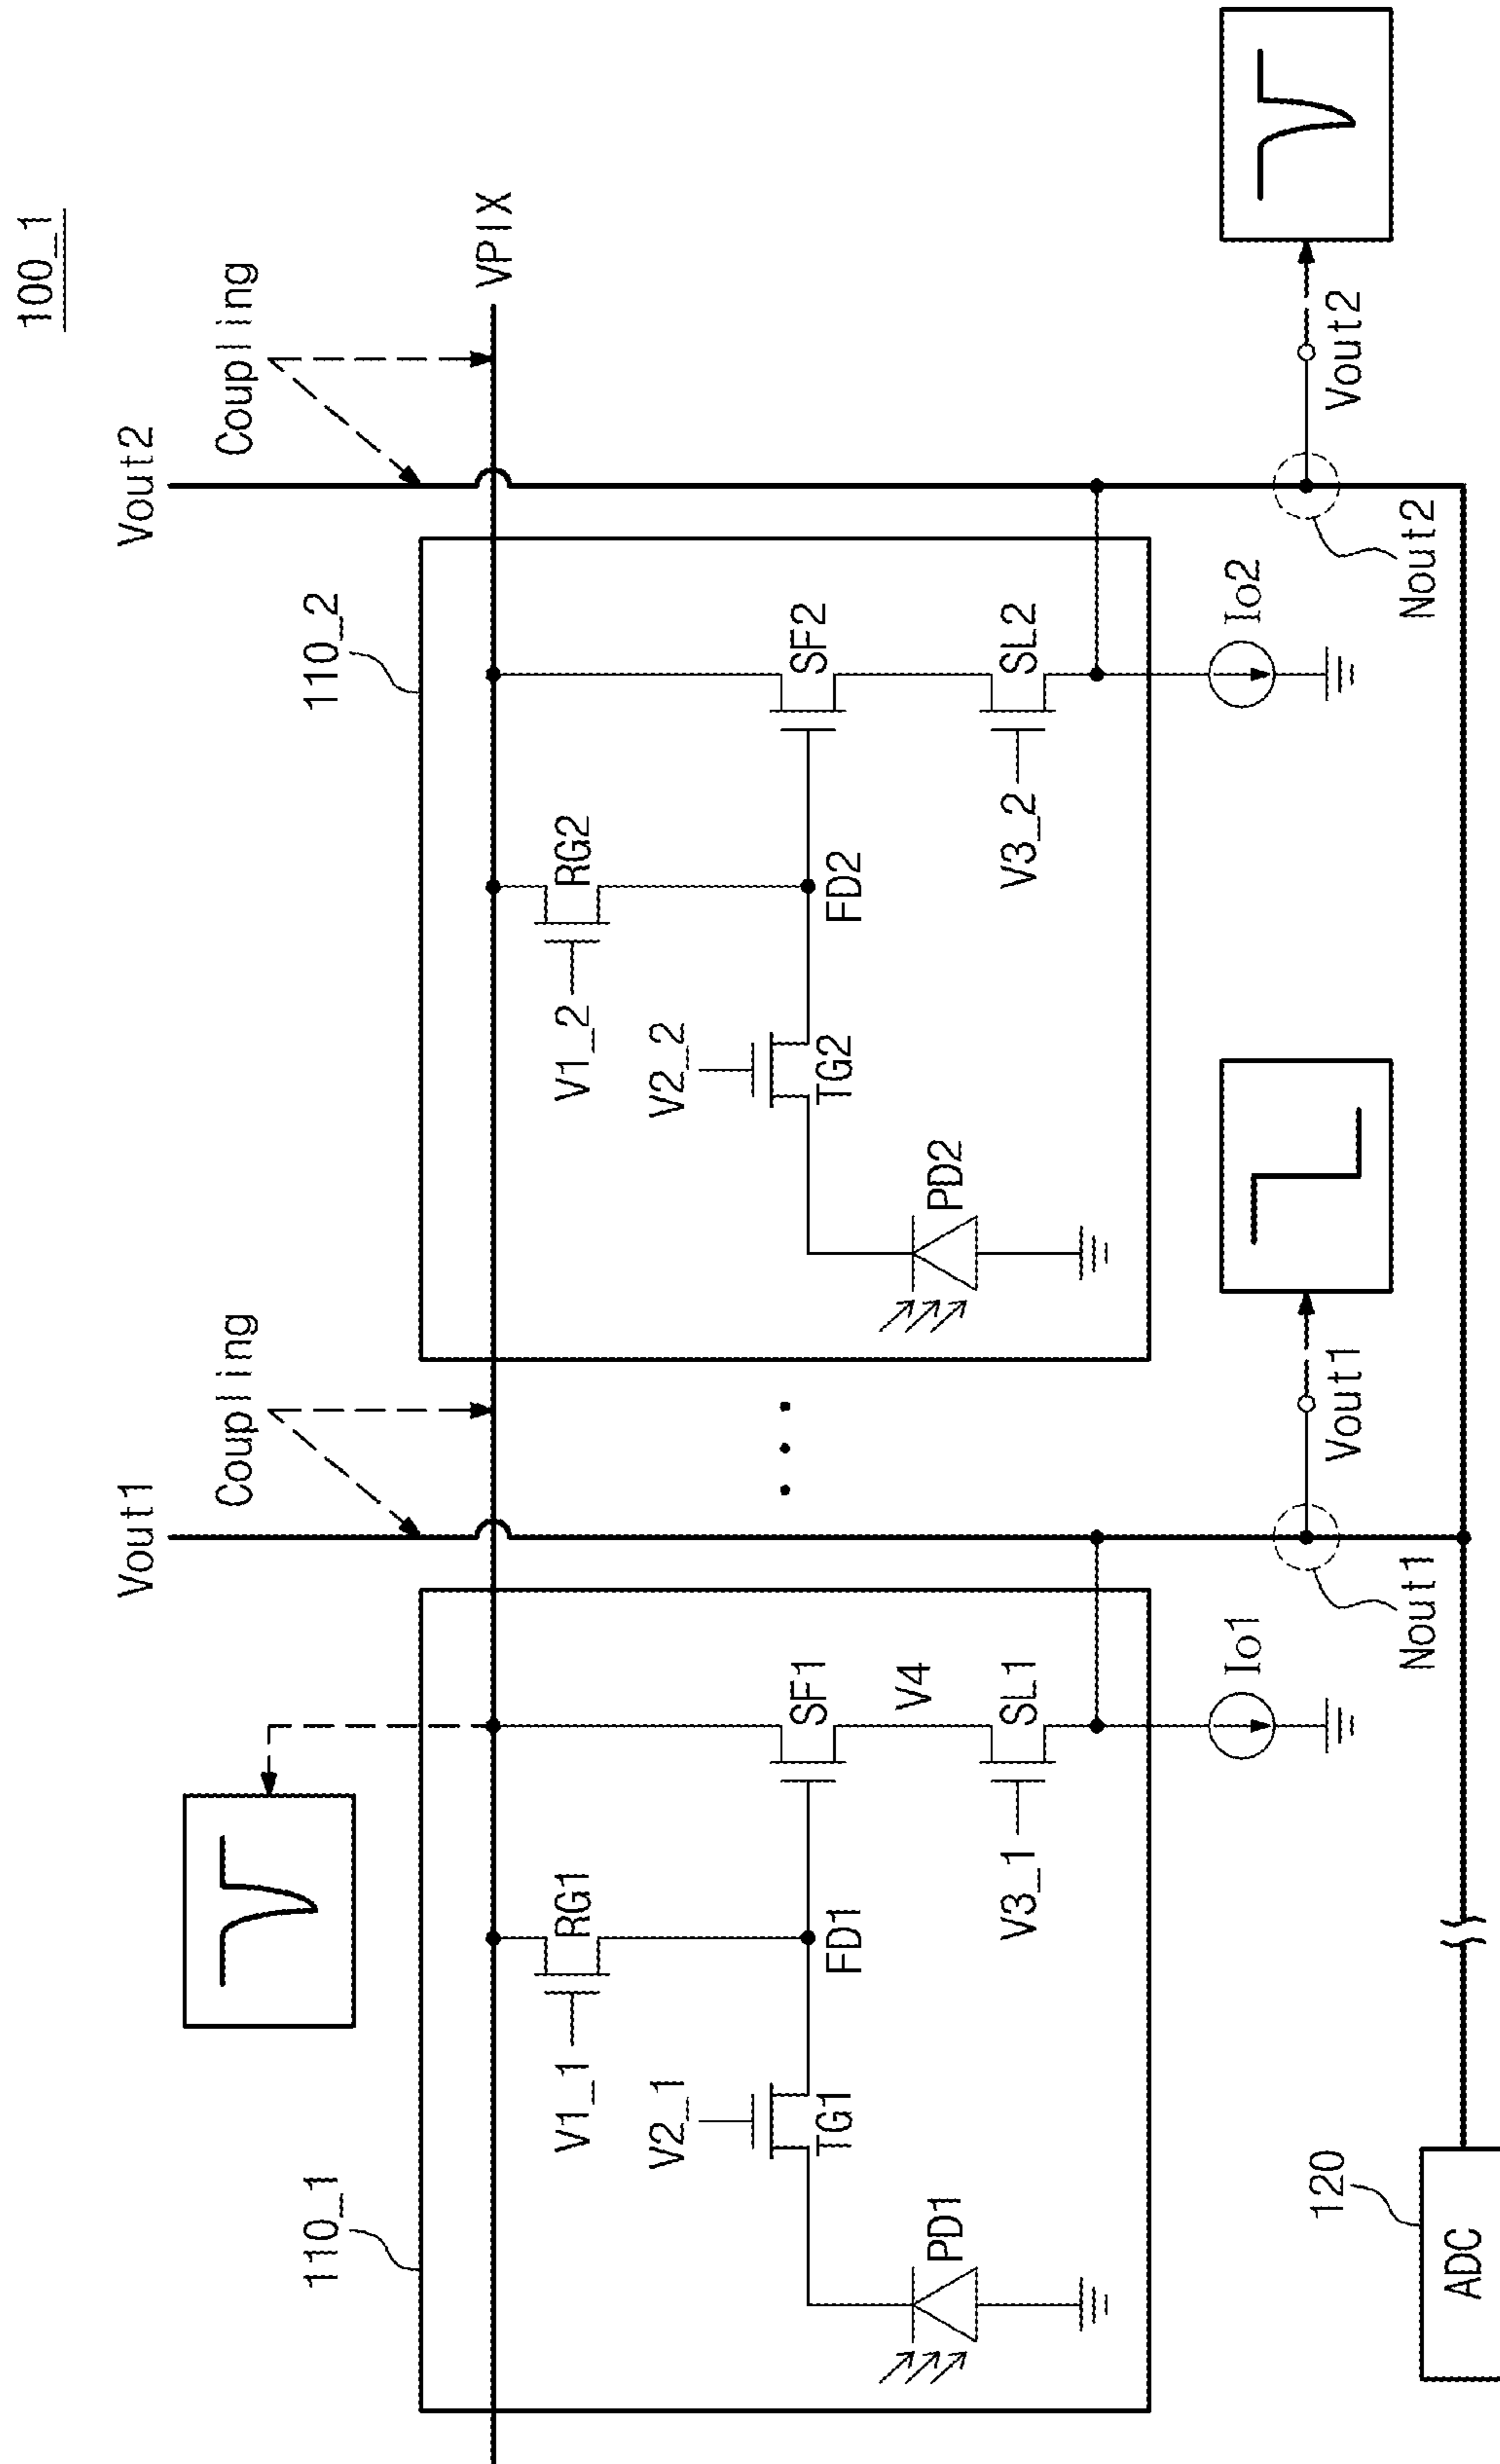 100_1
Vout1
Vout2
Coupling
Coupling
110_1
110_2
VPIX
V1_1
RG1
V1_2
RG2
V2_1
V2_2
TG1
FD1
SF1
TG2
FD2
SF2
PD1
V4
PD2
V3_1
SL1
V3_2
SL2
Io1
Io2
120
Vout1
Vout2
Nout1
Nout2
ADC